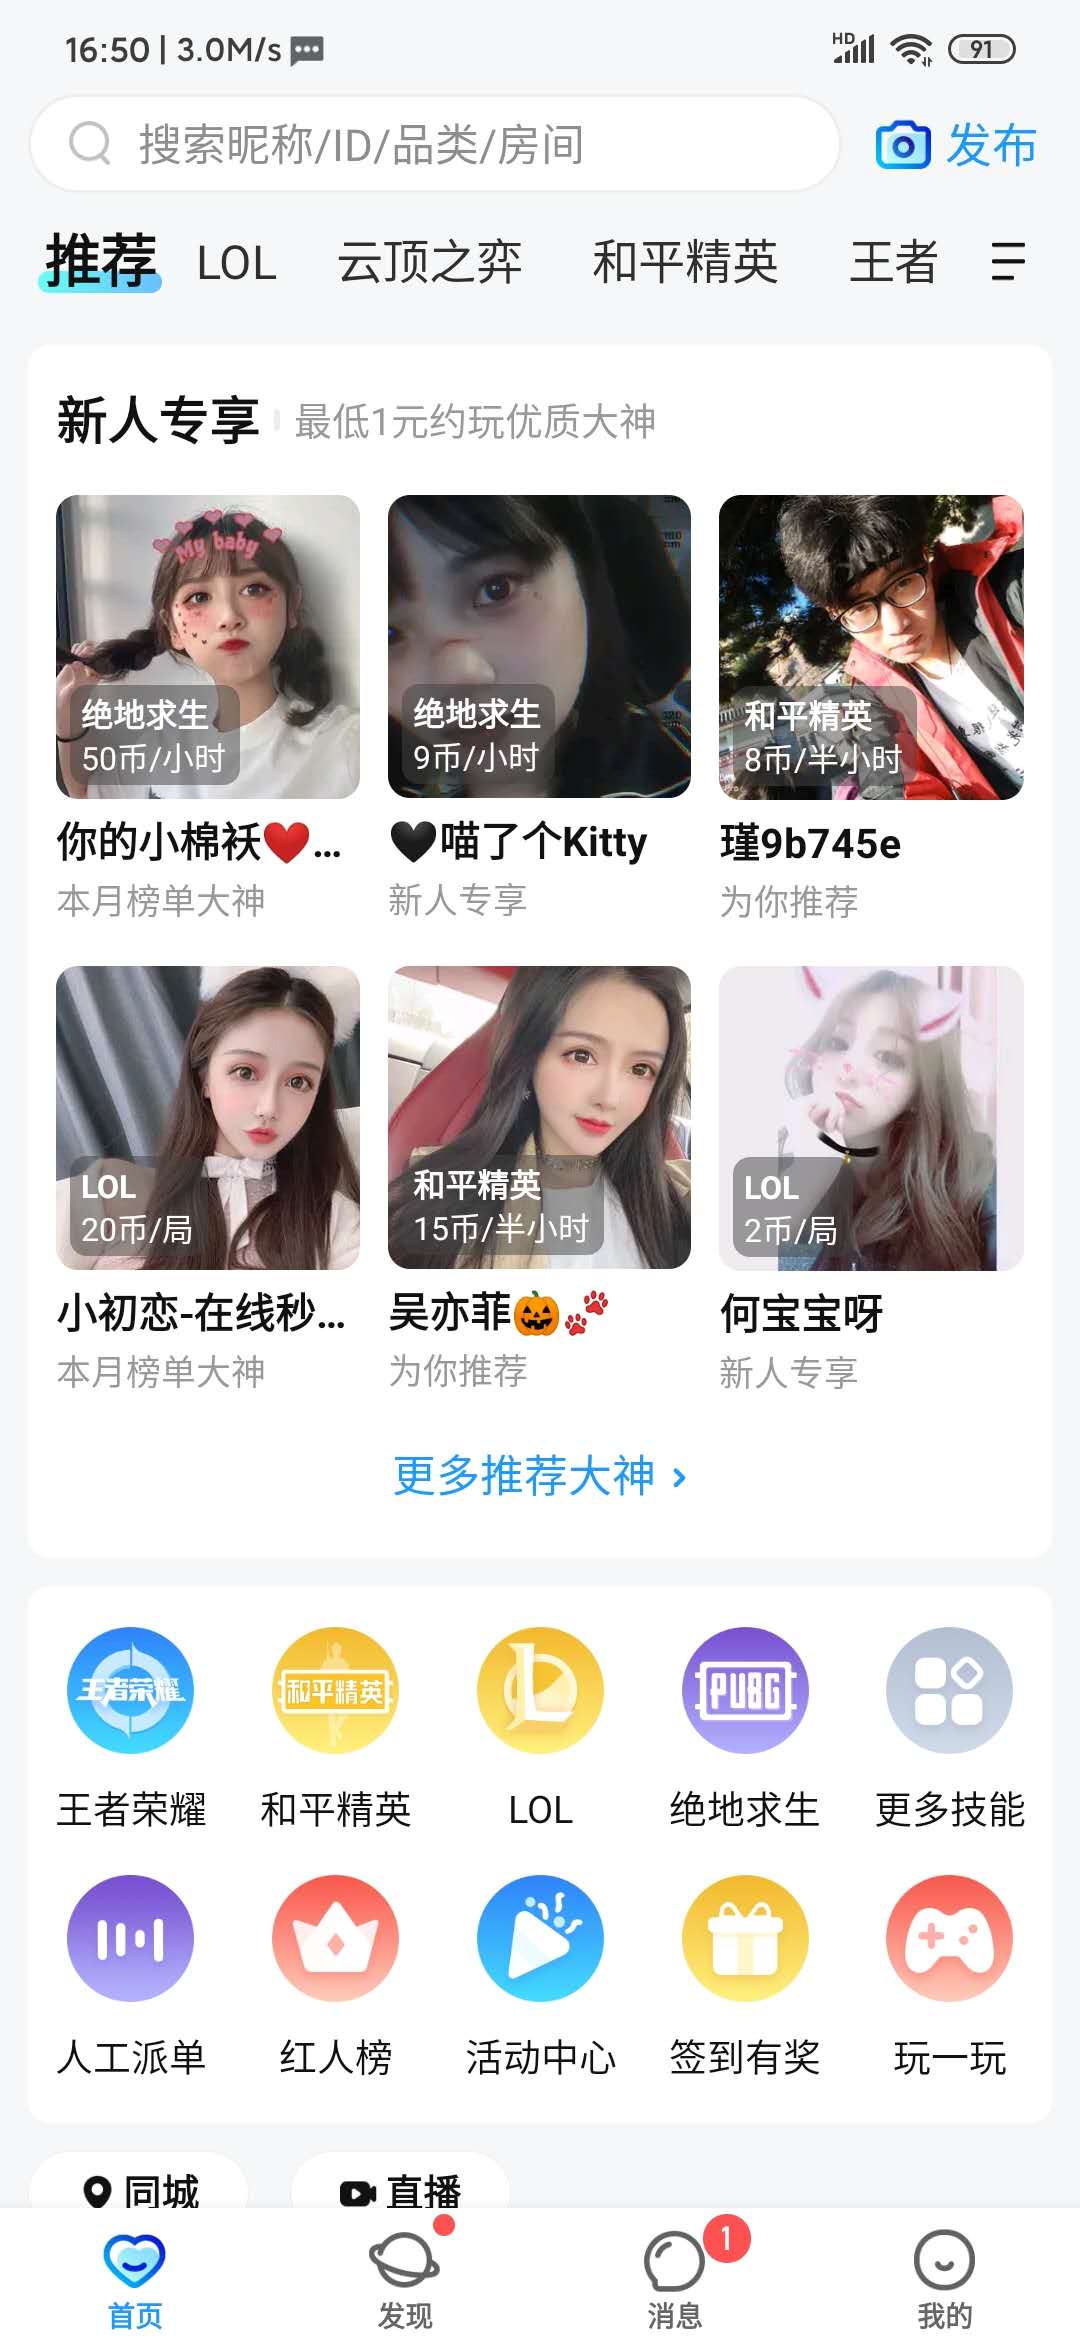 16:50 | 3.0M/s
HD
91
搜索昵称/ID/品类/房间
发布
推荐 LOL 云顶之弈 和平精英 王者
新人专享 最低1元约玩优质大神
My baby
绝地求生
50币/小时
绝地求生
9币/小时
和平精英
8币/半小时
你的小棉袄❤️...
🖤喵了个Kitty
瑾9b745e
本月榜单大神
新人专享
为你推荐
LOL
20币/局
和平精英
15币/半小时
LOL
2币/局
小初恋-在线秒...
吴亦菲🎃🐾
何宝宝呀
本月榜单大神
为你推荐
新人专享
更多推荐大神 ›
王者荣耀
和平精英
PUBG
王者荣耀
和平精英
LOL
绝地求生
更多技能
人工派单
红人榜
活动中心
签到有奖
玩一玩
同城
直播
1
首页
发现
消息
我的